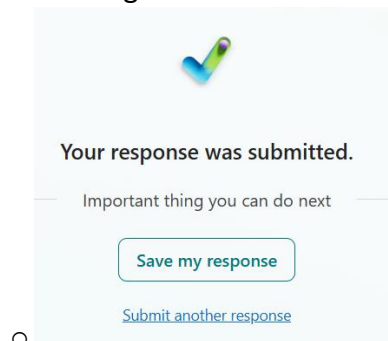 Your response was submitted.
Important thing you can do next
Save my response
Submit another response